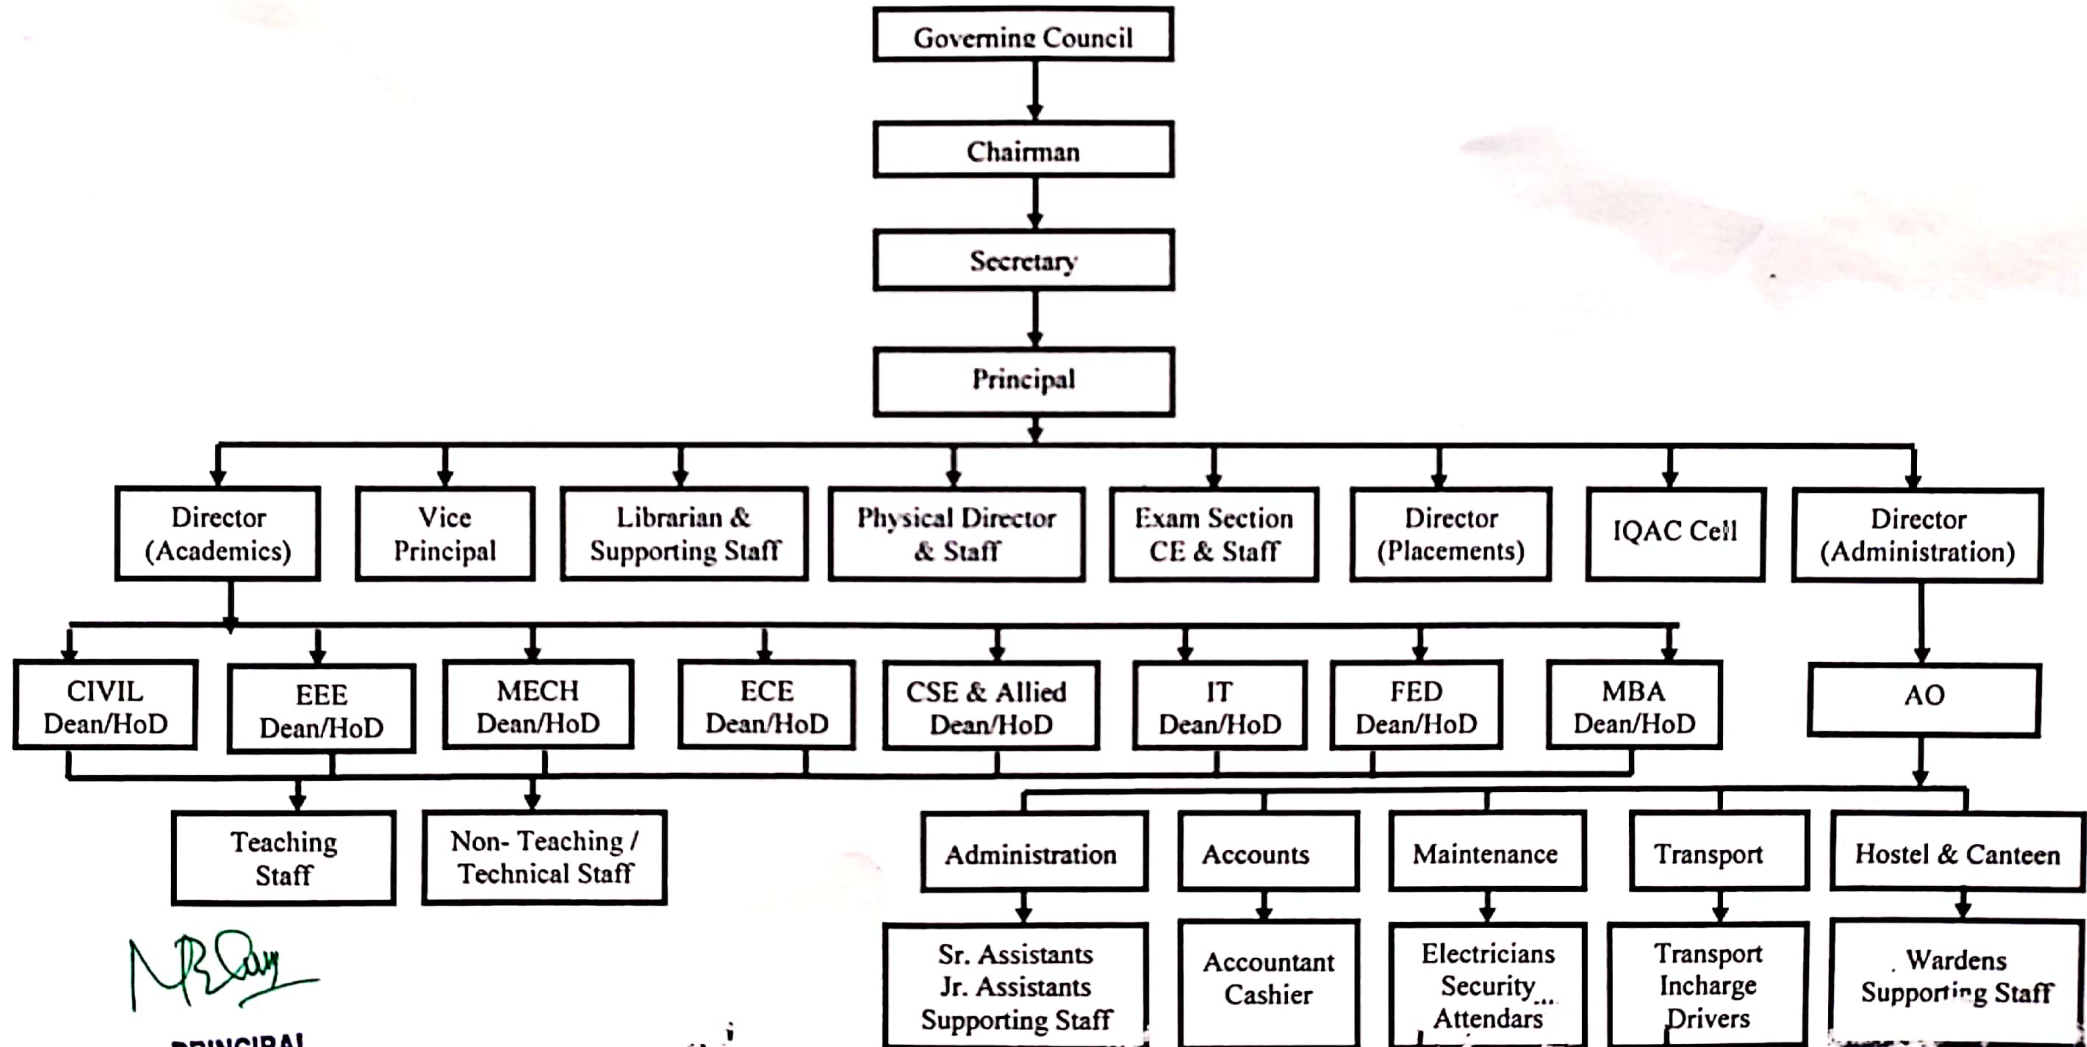 Governing Council
Chairman
Secretary
Principal
Director
(Academics)
Vice
Principal
Librarian &
Supporting Staff
Physical Director
& Staff
Exam Section
CE & Staff
Director
(Placements)
IQAC Cell
Director
(Administration)
CIVIL
Dean/HoD
EEE
Dean/HoD
MECH
Dean/HoD
ECE
Dean/HoD
CSE & Allied
Dean/HoD
IT
Dean/HoD
FED
Dean/HoD
MBA
Dean/HoD
AO
Teaching
Staff
Non- Teaching /
Technical Staff
Administration
Accounts
Maintenance
Transport
Hostel & Canteen
Sr. Assistants
Jr. Assistants
Supporting Staff
Accountant
Cashier
Electricians
Security
Attendars
Transport
Incharge
Drivers
Wardens
Supporting Staff
PRINCIPAL